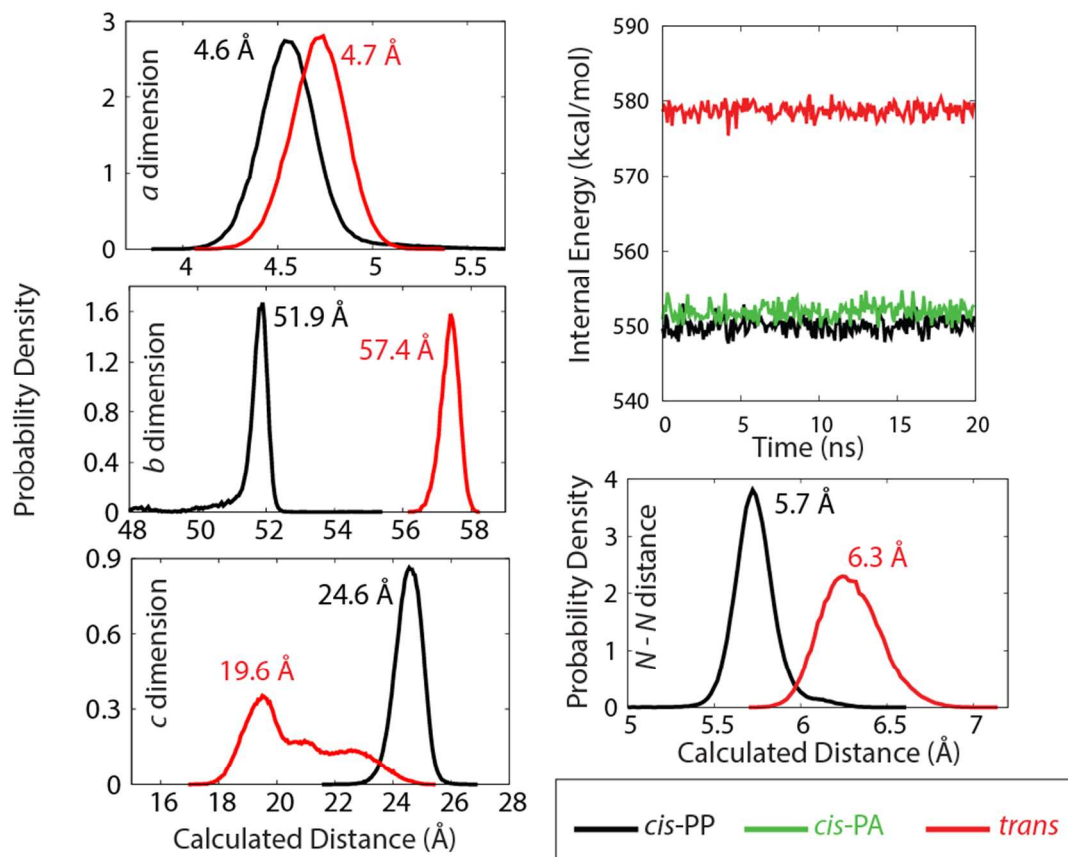 Probability Density
a dimension
3
2
1
0
4.6 Å
4.7 Å
4 4.5 5 5.5
b dimension
1.6
1.2
0.8
0.4
0
51.9 Å
57.4 Å
48 50 52 54 56 58
c dimension
0.9
0.6
0.3
0
24.6 Å
19.6 Å
16 20 24 26 28
Calculated Distance (Å)
Internal Energy (kcal/mol)
590
580
570
560
550
540
0 5 10 15 20
Time (ns)
Probability Density
N - N distance
4
3
2
1
0
5.7 Å
6.3 Å
5 5.5 6 6.5 7
Calculated Distance (Å)
cis-PP cis-PA trans